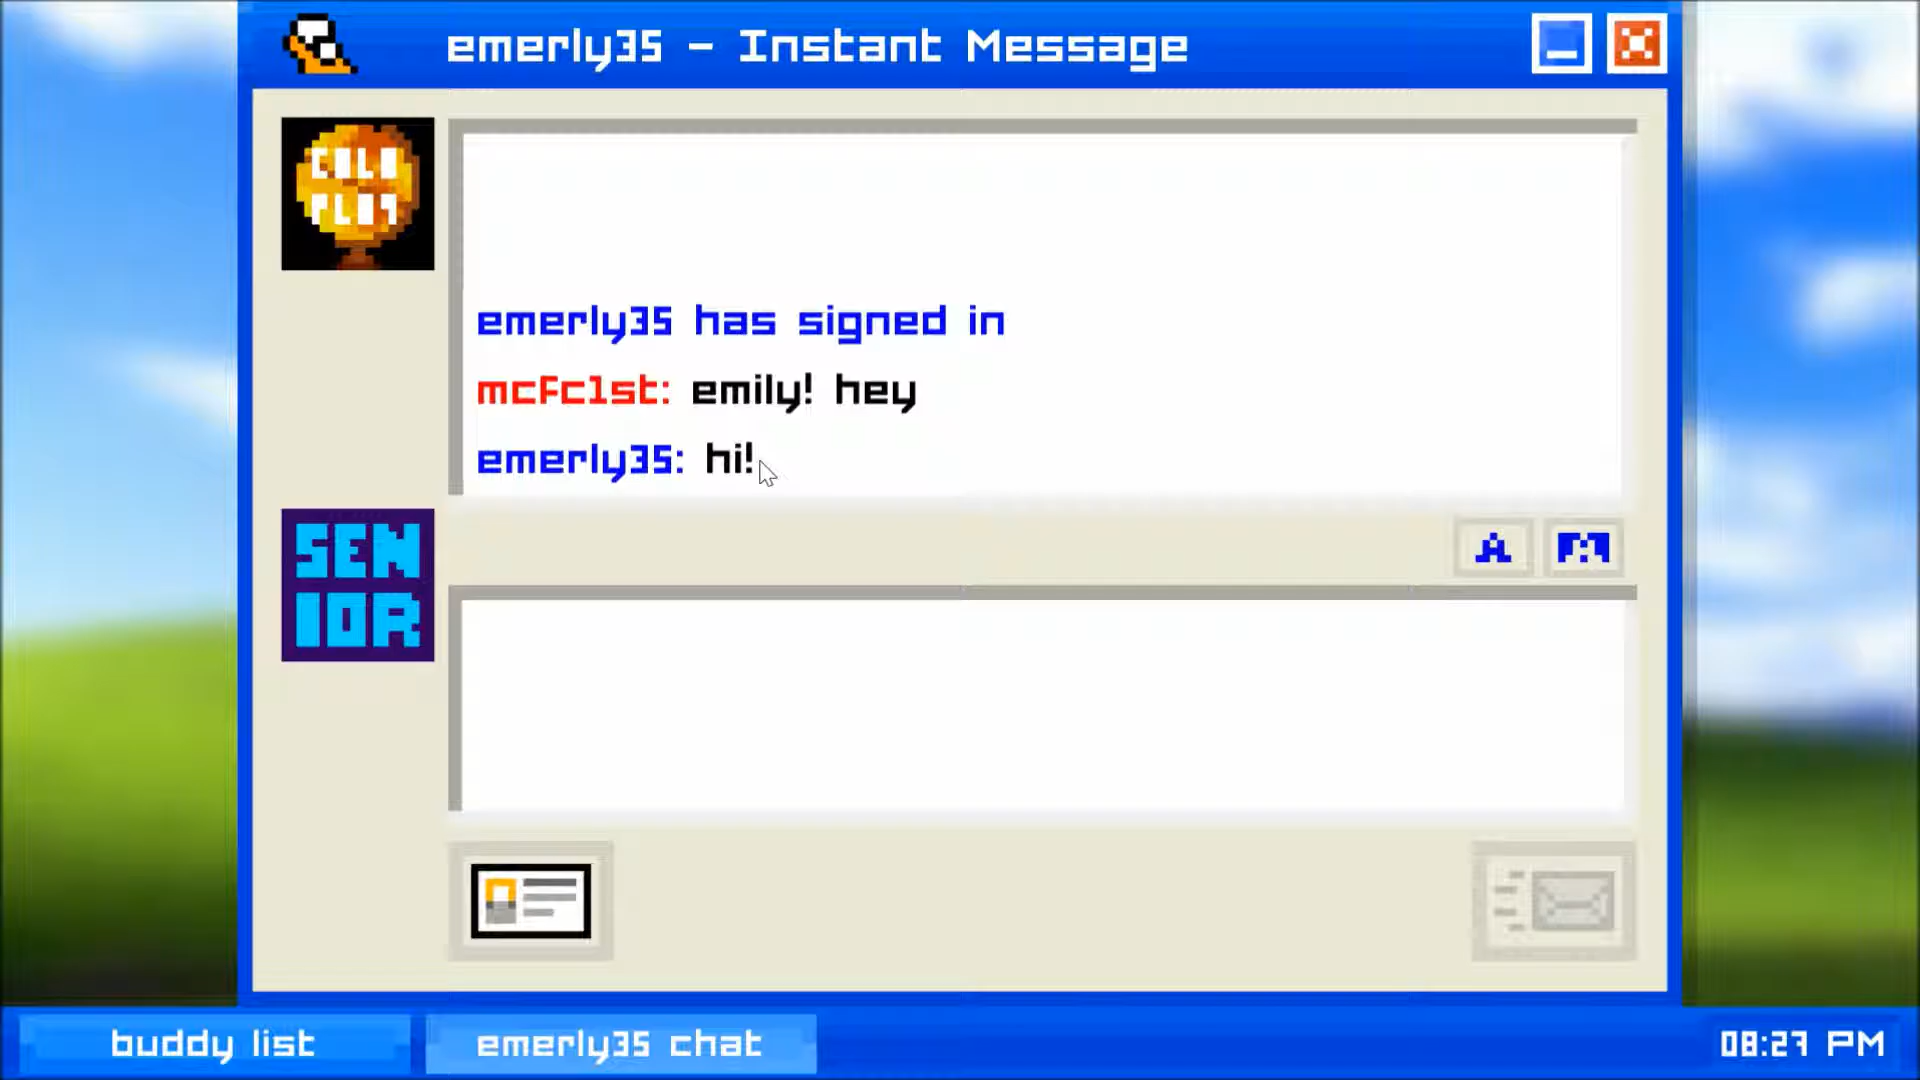 emerly35 - Instant Message
COLD
PLAY
emerly35 has signed in
mcfc1st: emily! hey
emerly35: hi!
A
SEN
IOR
buddy list
emerly35 chat
08:27 PM